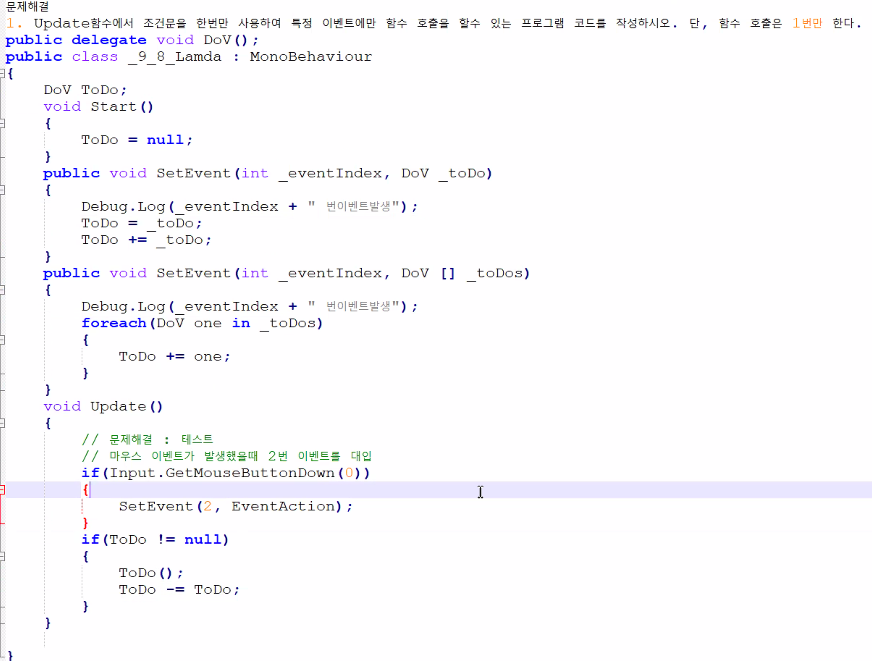 문제해결
1. Update함수에서 조건문을 한번만 사용하여 특정 이벤트에만 함수 호출을 할수 있는 프로그램 코드를 작성하시오. 단, 함수 호출은 1번만 한다.
public delegate void DoV();
public class _9_8_Lamda : MonoBehaviour
{
    DoV ToDo;
    void Start()
    {
        ToDo = null;
    }
    public void SetEvent(int _eventIndex, DoV _toDo)
    {
        Debug.Log(_eventIndex + " 번이벤트발생");
        ToDo = _toDo;
        ToDo += _toDo;
    }
    public void SetEvent(int _eventIndex, DoV [] _toDos)
    {
        Debug.Log(_eventIndex + " 번이벤트발생");
        foreach(DoV one in _toDos)
        {
            ToDo += one;
        }
    }
    void Update()
    {
        // 문제해결 : 테스트
        // 마우스 이벤트가 발생했을때 2번 이벤트를 대입
        if(Input.GetMouseButtonDown(0))
        {
            SetEvent(2, EventAction);
        }
        if(ToDo != null)
        {
            ToDo();
            ToDo -= ToDo;
        }
    }
}